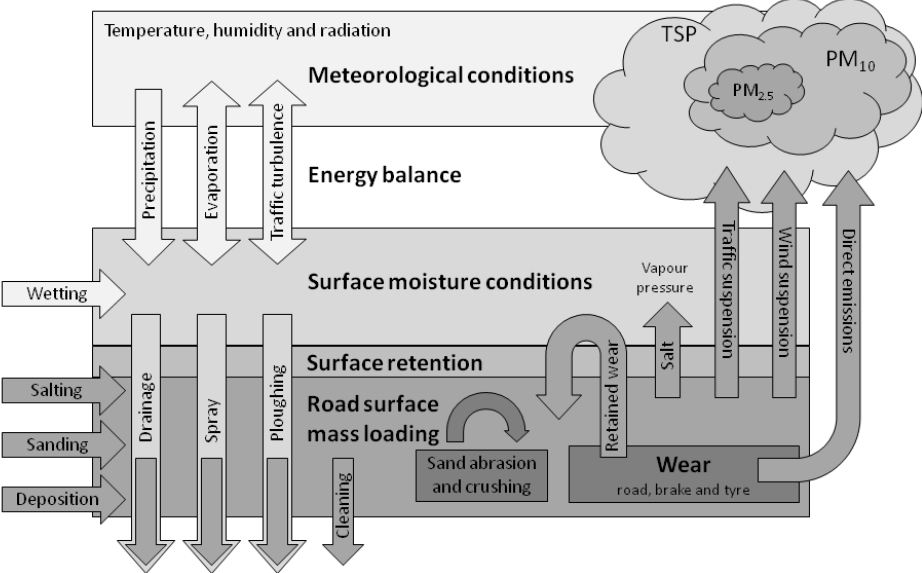 Temperature, humidity and radiation
Meteorological conditions
TSP
PM10
PM2.5
Precipitation
Evaporation
Traffic turbulence
Energy balance
Wetting
Surface moisture conditions
Vapour
pressure
Salt
Traffic suspension
Wind suspension
Direct emissions
Surface retention
Salting
Sanding
Deposition
Drainage
Spray
Ploughing
Cleaning
Road surface
mass loading
Sand abrasion
and crushing
Retained wear
Wear
road, brake and tyre